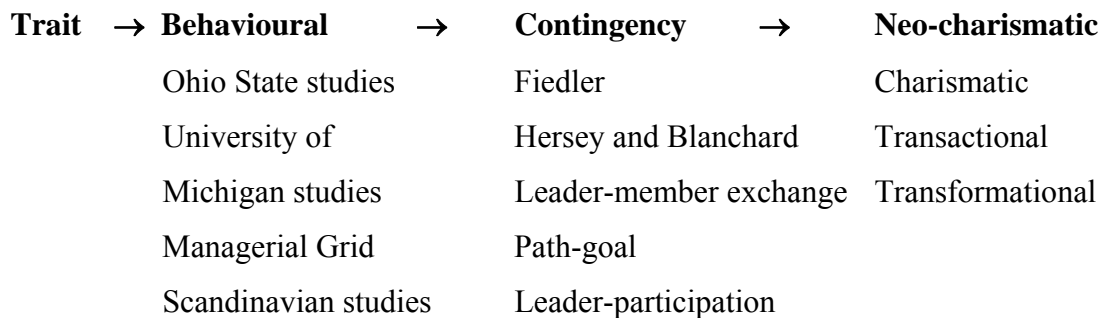 Trait → Behavioural → Contingency → Neo-charismatic
Ohio State studies Fiedler Charismatic
University of Hersey and Blanchard Transactional
Michigan studies Leader-member exchange Transformational
Managerial Grid Path-goal
Scandinavian studies Leader-participation